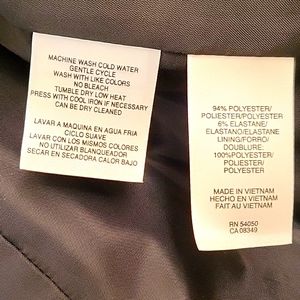 MACHINE WASH COLD WATER
GENTLE CYCLE
WASH WITH LIKE COLORS
NO BLEACH
TUMBLE DRY LOW HEAT
PRESS WITH COOL IRON IF NECESSARY
CAN BE DRY CLEANED
LAVAR A MAQUINA EN AGUA FRIA
CICLO SUAVE
LAVAR CON LOS MISMOS COLORES
NO UTILIZAR BLANQUEADOR
SECAR EN SECADORA CALOR BAJO
94% POLYESTER/
POLIESTER/POLYESTER
6% ELASTANE/
ELASTANO/ELASTANE
LINING/FORRO/
DOUBLURE:
100%POLYESTER/
POLIESTER/
POLYESTER
MADE IN VIETNAM
HECHO EN VIETNAM
FAIT AU VIETNAM
RN 54050
CA 08349